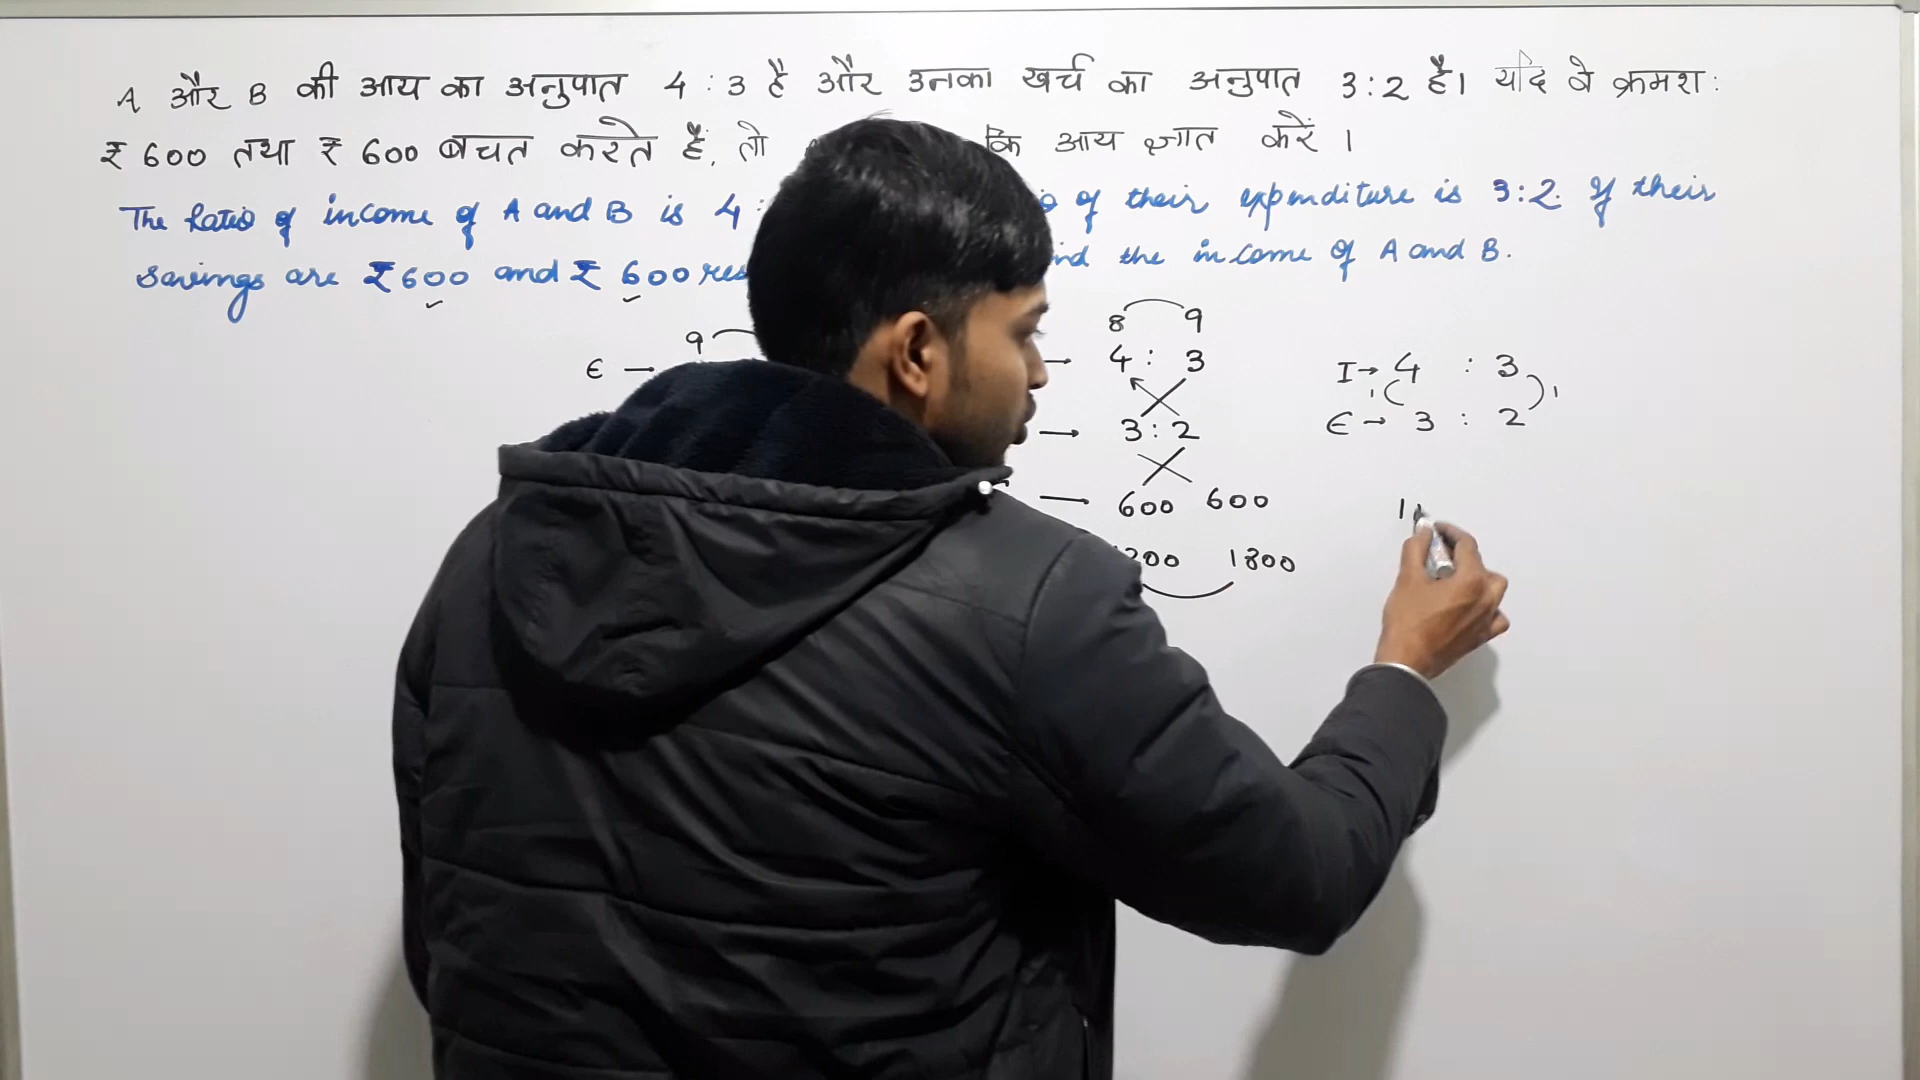 A और B की आय का अनुपात 4 : 3 है और उनका खर्च का अनुपात 3 : 2 है। यदि वे क्रमश :
₹ 600 तथा ₹ 600 बचत करते हैं, तो कि आय ज्ञात करें ।
The Ratio of income of A and B is 4 : of their expenditure is 3:2. If their
savings are ₹600 and ₹ 600 the income of A and B.
9
E →
8 9
→ 4 : 3
→ 3 : 2
→ 600 600
1800
I → 4 : 3
1 1
E → 3 : 2